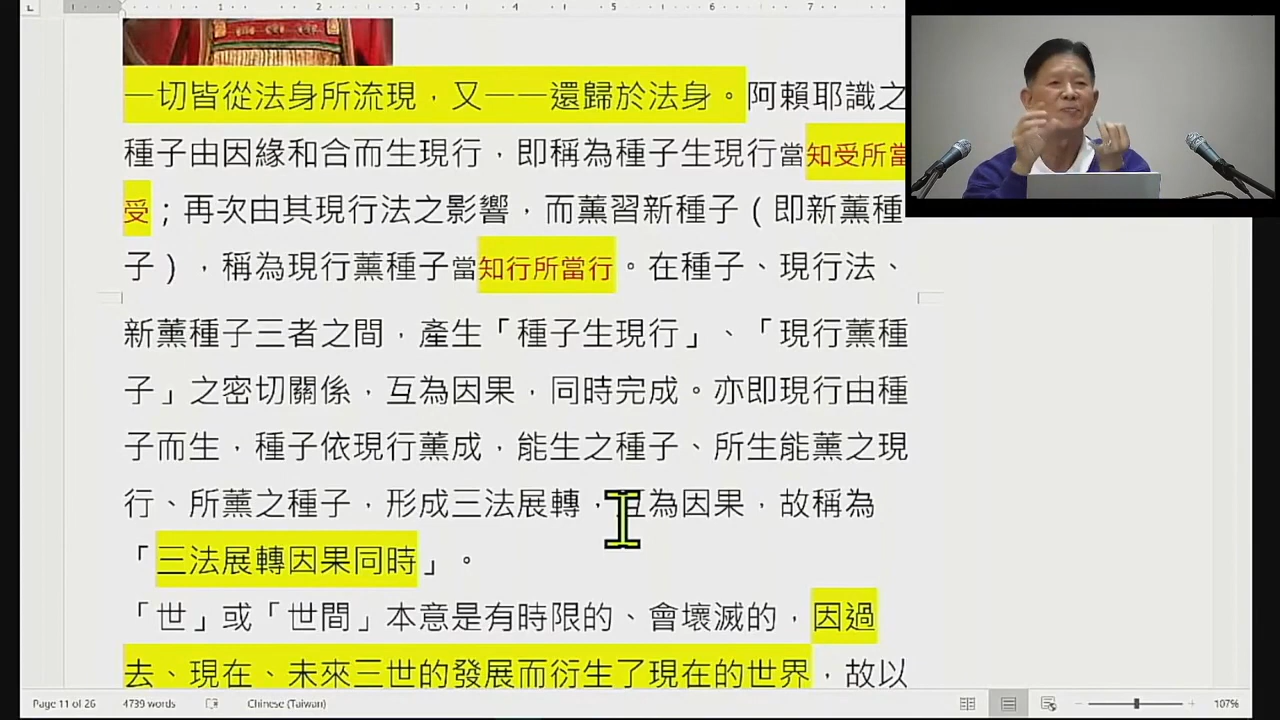 1 2 3 4 5 6 7
一切皆從法身所流現，又一一還歸於法身。阿賴耶識之
種子由因緣和合而生現行，即稱為種子生現行當知受所當
受；再次由其現行法之影響，而薰習新種子（即新薰種
子），稱為現行薰種子當知行所當行。在種子、現行法、
新薰種子三者之間，產生「種子生現行」、「現行薰種
子」之密切關係，互為因果，同時完成。亦即現行由種
子而生，種子依現行薰成，能生之種子、所生能薰之現
行、所薰之種子，形成三法展轉，互為因果，故稱為
「三法展轉因果同時」。
「世」或「世間」本意是有時限的、會壞滅的，因過
去、現在、未來三世的發展而衍生了現在的世界，故以
Page 11 of 26 4739 words Chinese (Taiwan) 107%